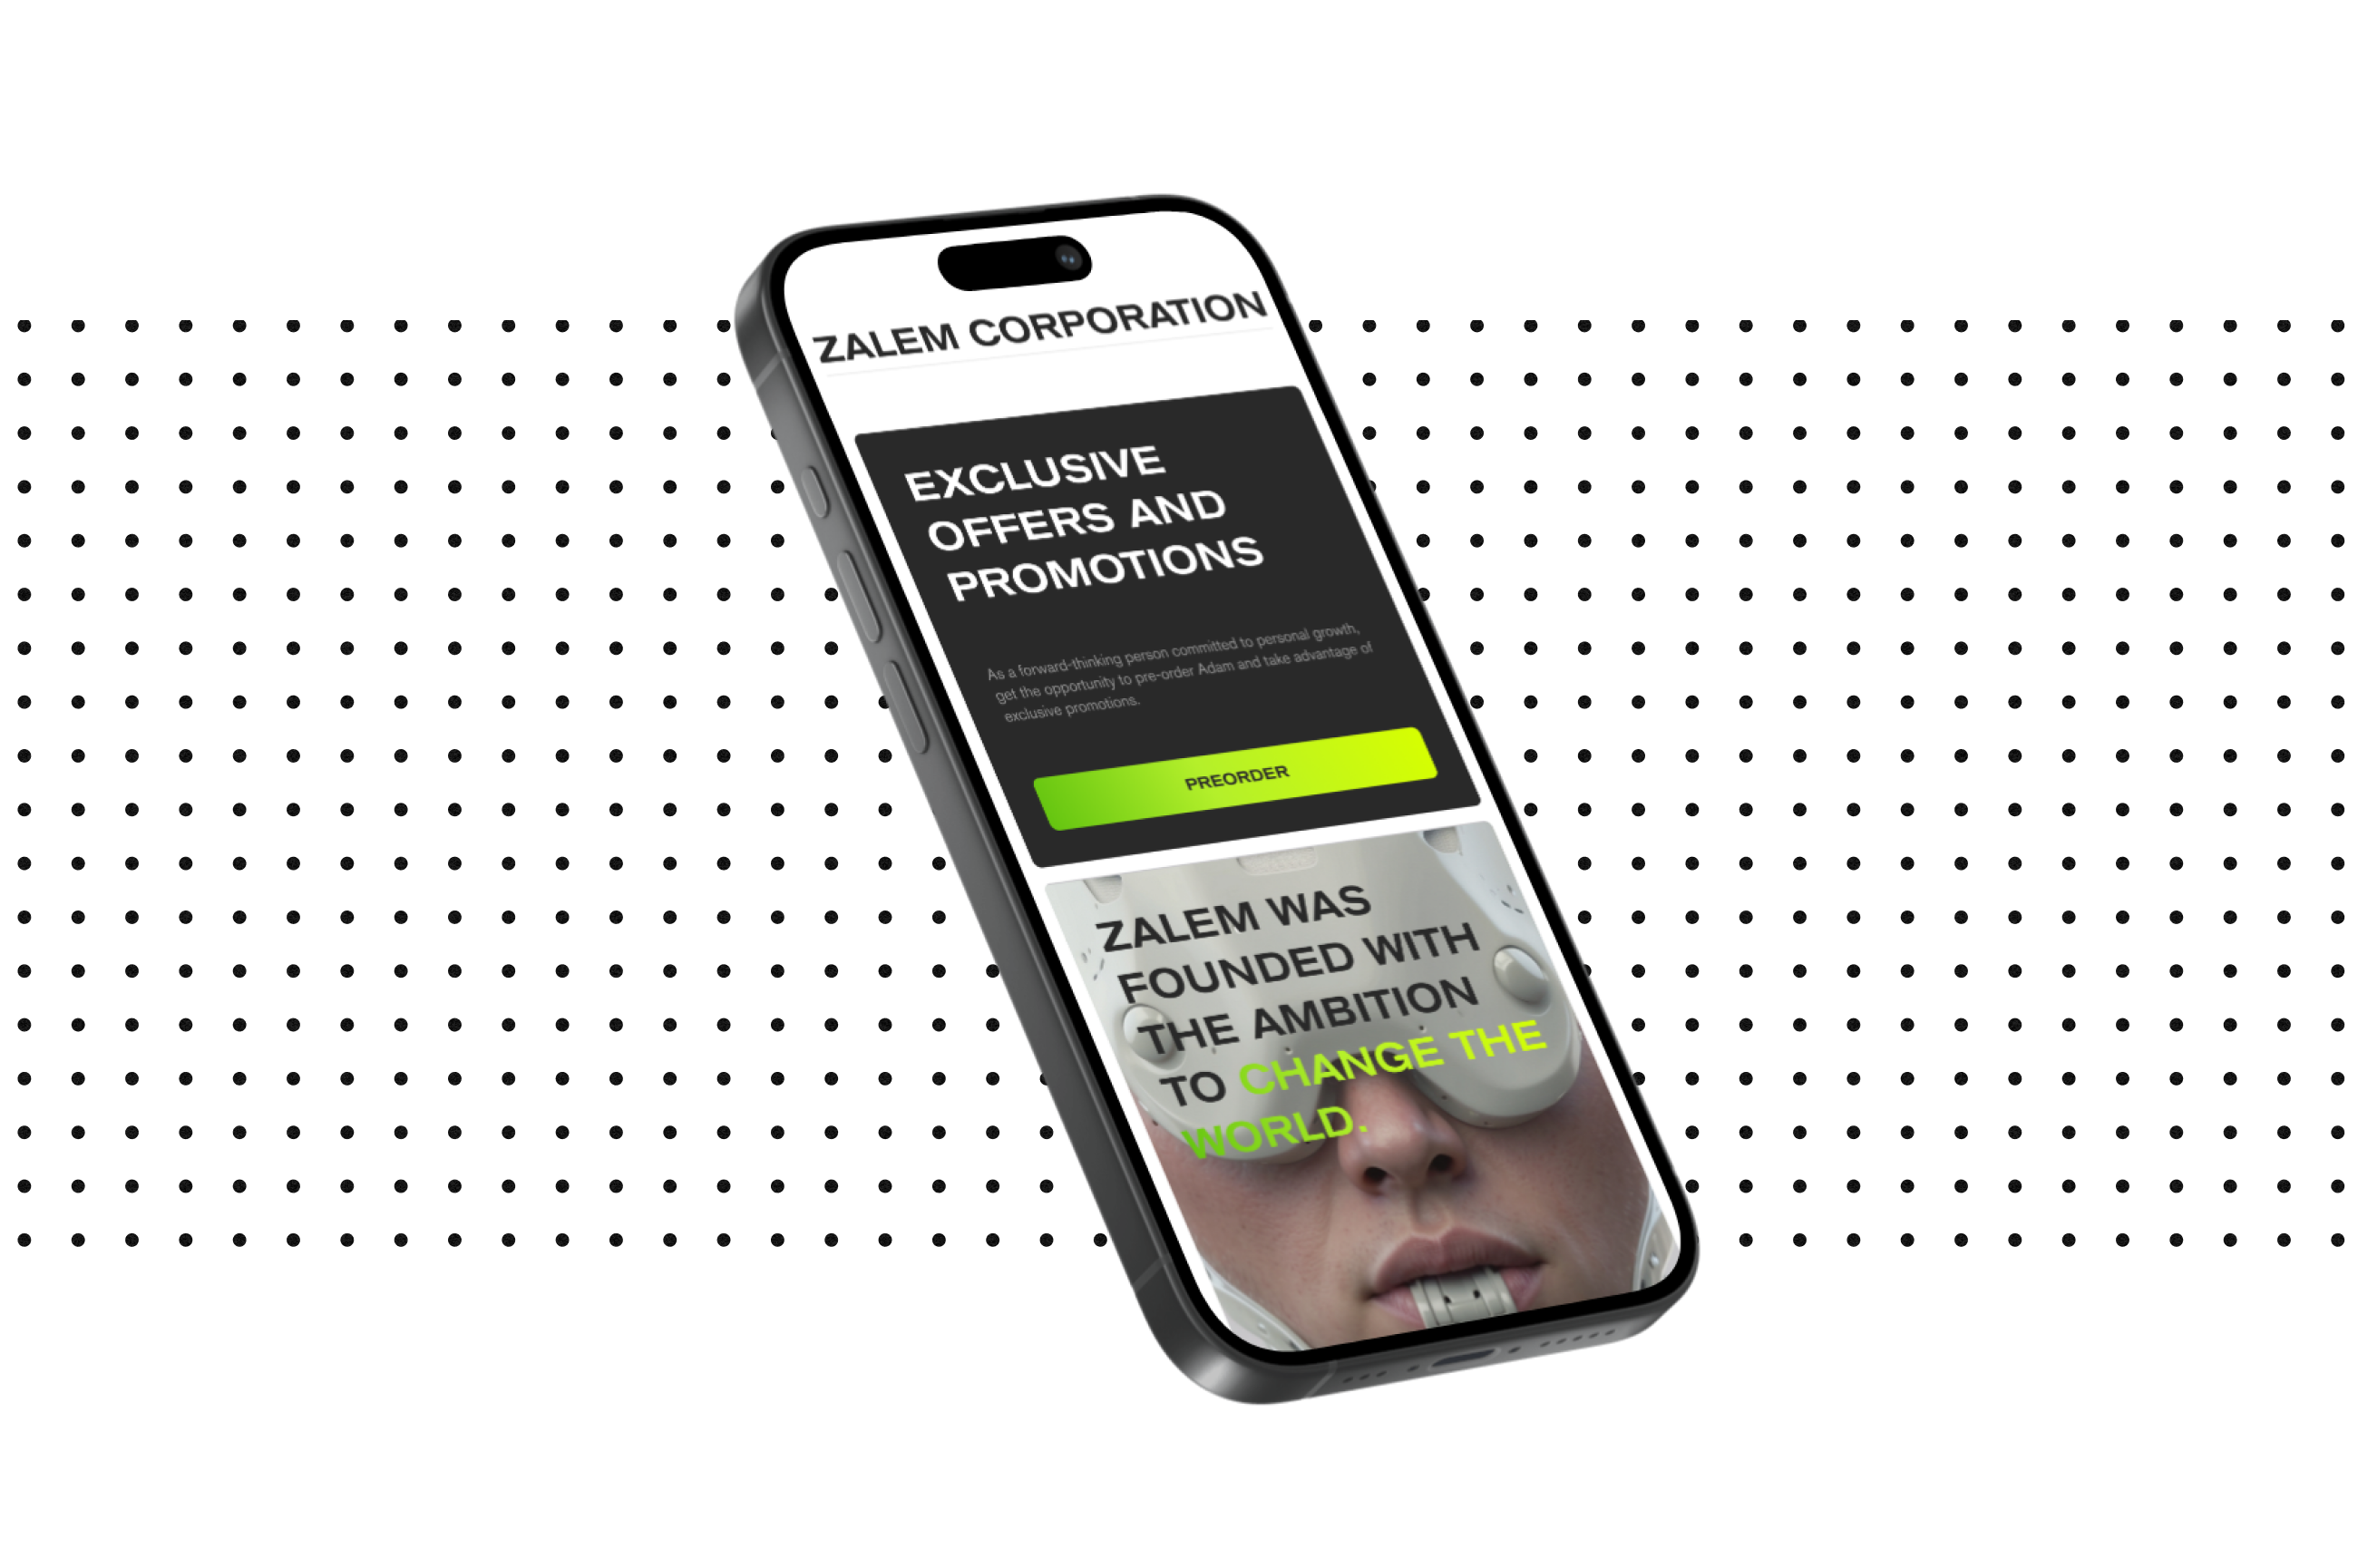 ZALEM CORPORATION
EXCLUSIVE
OFFERS AND
PROMOTIONS
As a forward-thinking person committed to personal growth,
get the opportunity to pre-order Adam and take advantage of
exclusive promotions.
PREORDER
ZALEM WAS
FOUNDED WITH
THE AMBITION
TO CHANGE THE
WORLD.